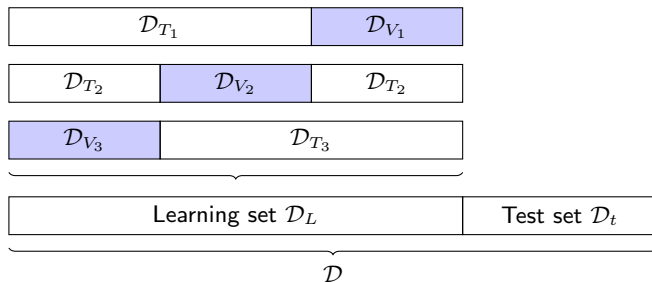 𝒟_{T_1} 𝒟_{V_1}
𝒟_{T_2} 𝒟_{V_2} 𝒟_{T_2}
𝒟_{V_3} 𝒟_{T_3}
Learning set 𝒟_L Test set 𝒟_t
𝒟